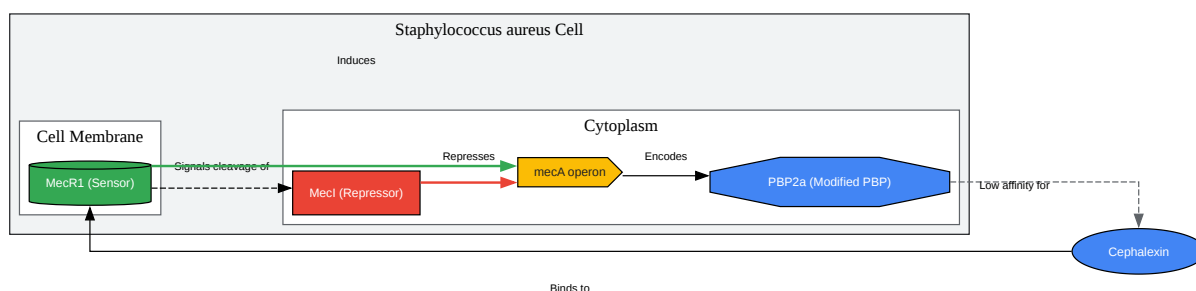 Staphylococcus aureus Cell
Induces
Cell Membrane
Cytoplasm
Signals cleavage of
Represses
Encodes
mecA operon
MecR1 (Sensor)
MecI (Repressor)
PBP2a (Modified PBP)
Low affinity for
Cephalexin
Binds to